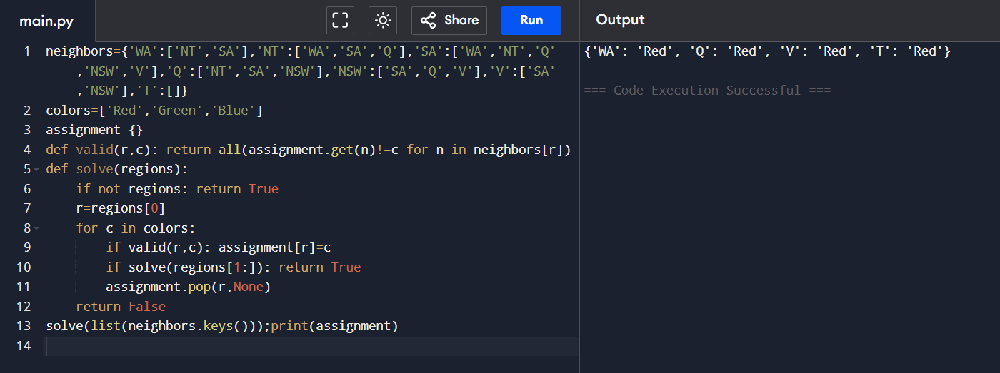 main.py
Share
Run
Output
1 neighbors={'WA':['NT','SA'],'NT':['WA','SA','Q'],'SA':['WA','NT','Q'
,'NSW','V'],'Q':['NT','SA','NSW'],'NSW':['SA','Q','V'],'V':['SA'
,'NSW'],'T':[]}
2 colors=['Red','Green','Blue']
3 assignment={}
4 def valid(r,c): return all(assignment.get(n)!=c for n in neighbors[r])
5 def solve(regions):
6     if not regions: return True
7     r=regions[0]
8     for c in colors:
9         if valid(r,c): assignment[r]=c
10         if solve(regions[1:]): return True
11         assignment.pop(r,None)
12     return False
13 solve(list(neighbors.keys()));print(assignment)
14
{'WA': 'Red', 'Q': 'Red', 'V': 'Red', 'T': 'Red'}
=== Code Execution Successful ===